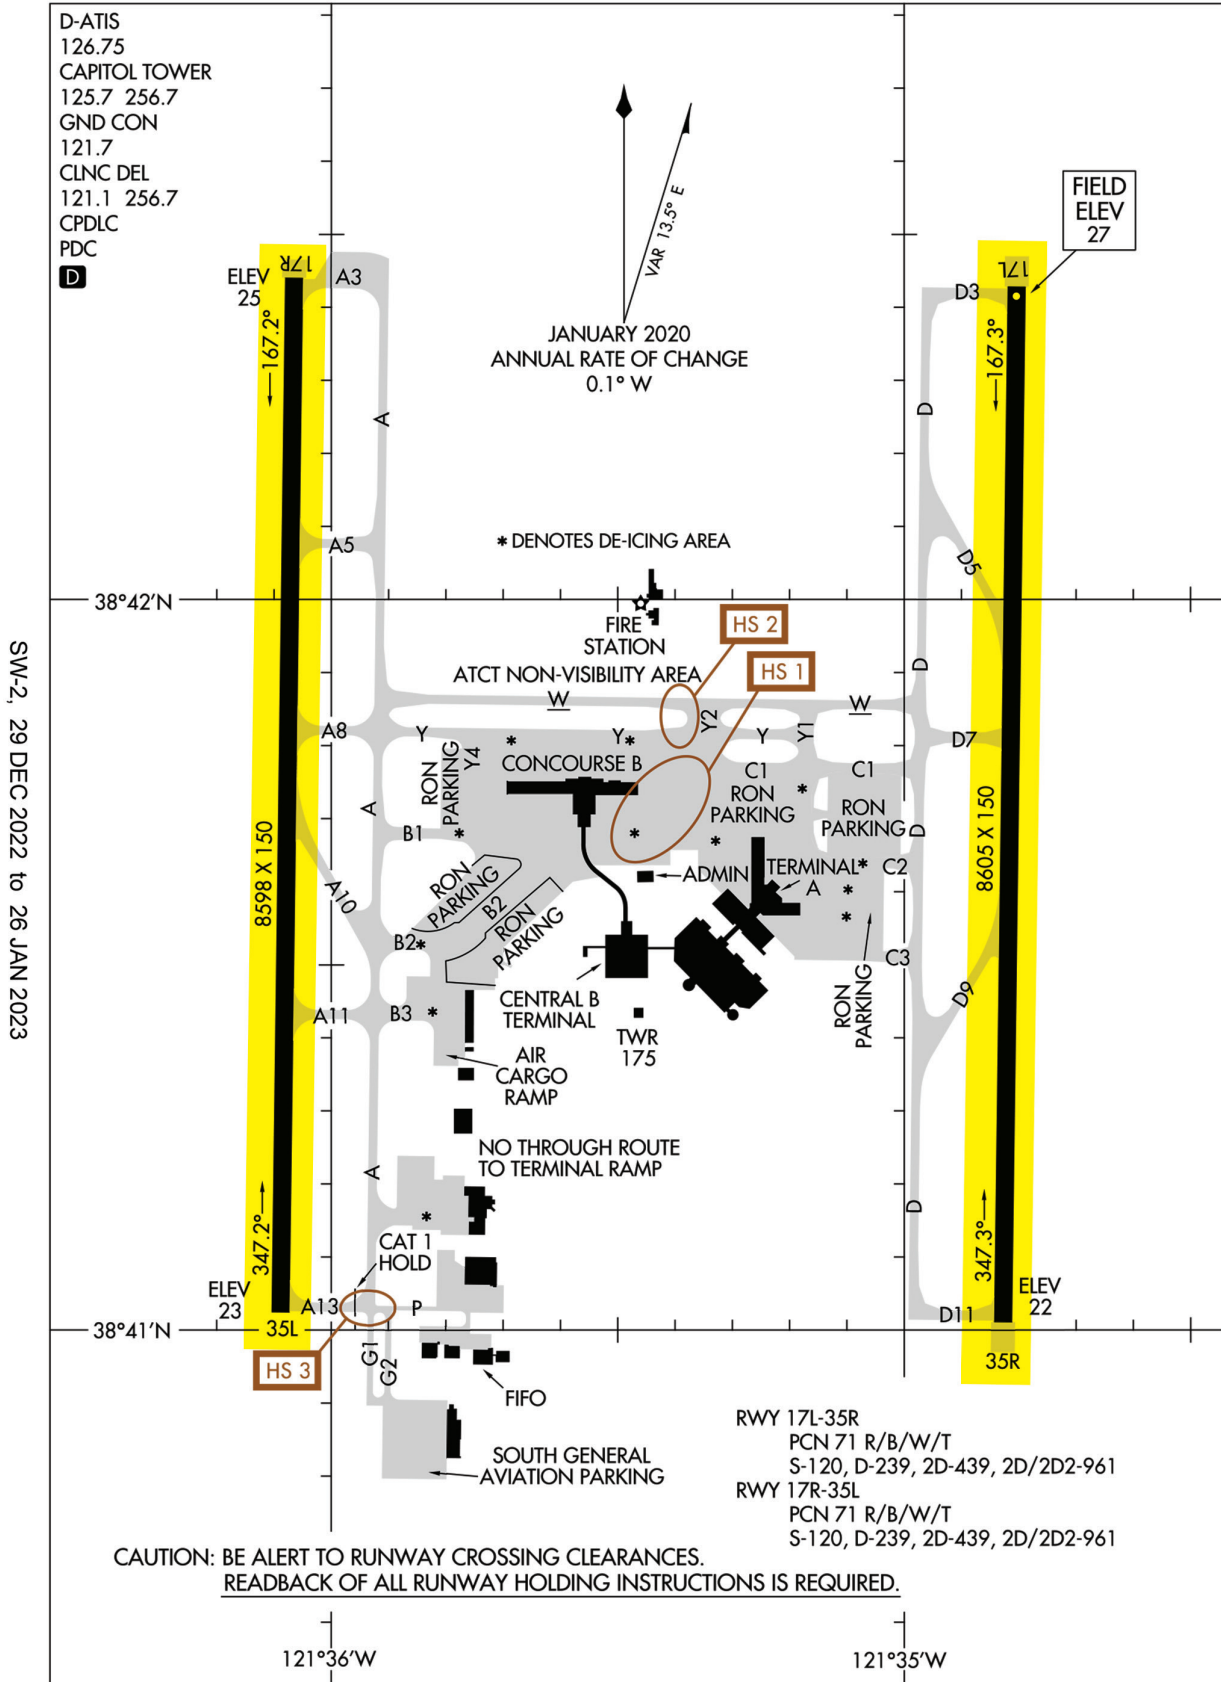 D-ATIS
126.75
CAPITOL TOWER
125.7 256.7
GND CON
121.7
CLNC DEL
121.1 256.7
CPDLC
PDC
D
VAR 13.5° E
JANUARY 2020
ANNUAL RATE OF CHANGE
0.1° W
FIELD
ELEV
27
ELEV
25
17R
A3
167.2°
A
17L
D3
167.3°
D
A5
* DENOTES DE-ICING AREA
D5
38°42'N
FIRE
STATION
HS 2
HS 1
ATCT NON-VISIBILITY AREA
D
W
W
A8
Y
Y4
Y
Y2
Y
Y1
D7
CONCOURSE B
RON
PARKING
C1
RON
PARKING
C1
RON
PARKING
D
A
B1
8598 X 150
8605 X 150
A10
RON
PARKING
B2
RON
PARKING
B2
ADMIN
TERMINAL
A
C2
C3
RON
PARKING
D9
A11
B3
CENTRAL B
TERMINAL
TWR
175
AIR
CARGO
RAMP
NO THROUGH ROUTE
TO TERMINAL RAMP
A
D
347.2°
347.3°
CAT 1
HOLD
ELEV
23
A13
P
ELEV
22
D11
38°41'N
35L
35R
HS 3
G1
G2
FIFO
SOUTH GENERAL
AVIATION PARKING
RWY 17L-35R
PCN 71 R/B/W/T
S-120, D-239, 2D-439, 2D/2D2-961
RWY 17R-35L
PCN 71 R/B/W/T
S-120, D-239, 2D-439, 2D/2D2-961
CAUTION: BE ALERT TO RUNWAY CROSSING CLEARANCES.
READBACK OF ALL RUNWAY HOLDING INSTRUCTIONS IS REQUIRED.
121°36'W
121°35'W
SW-2, 29 DEC 2022 to 26 JAN 2023